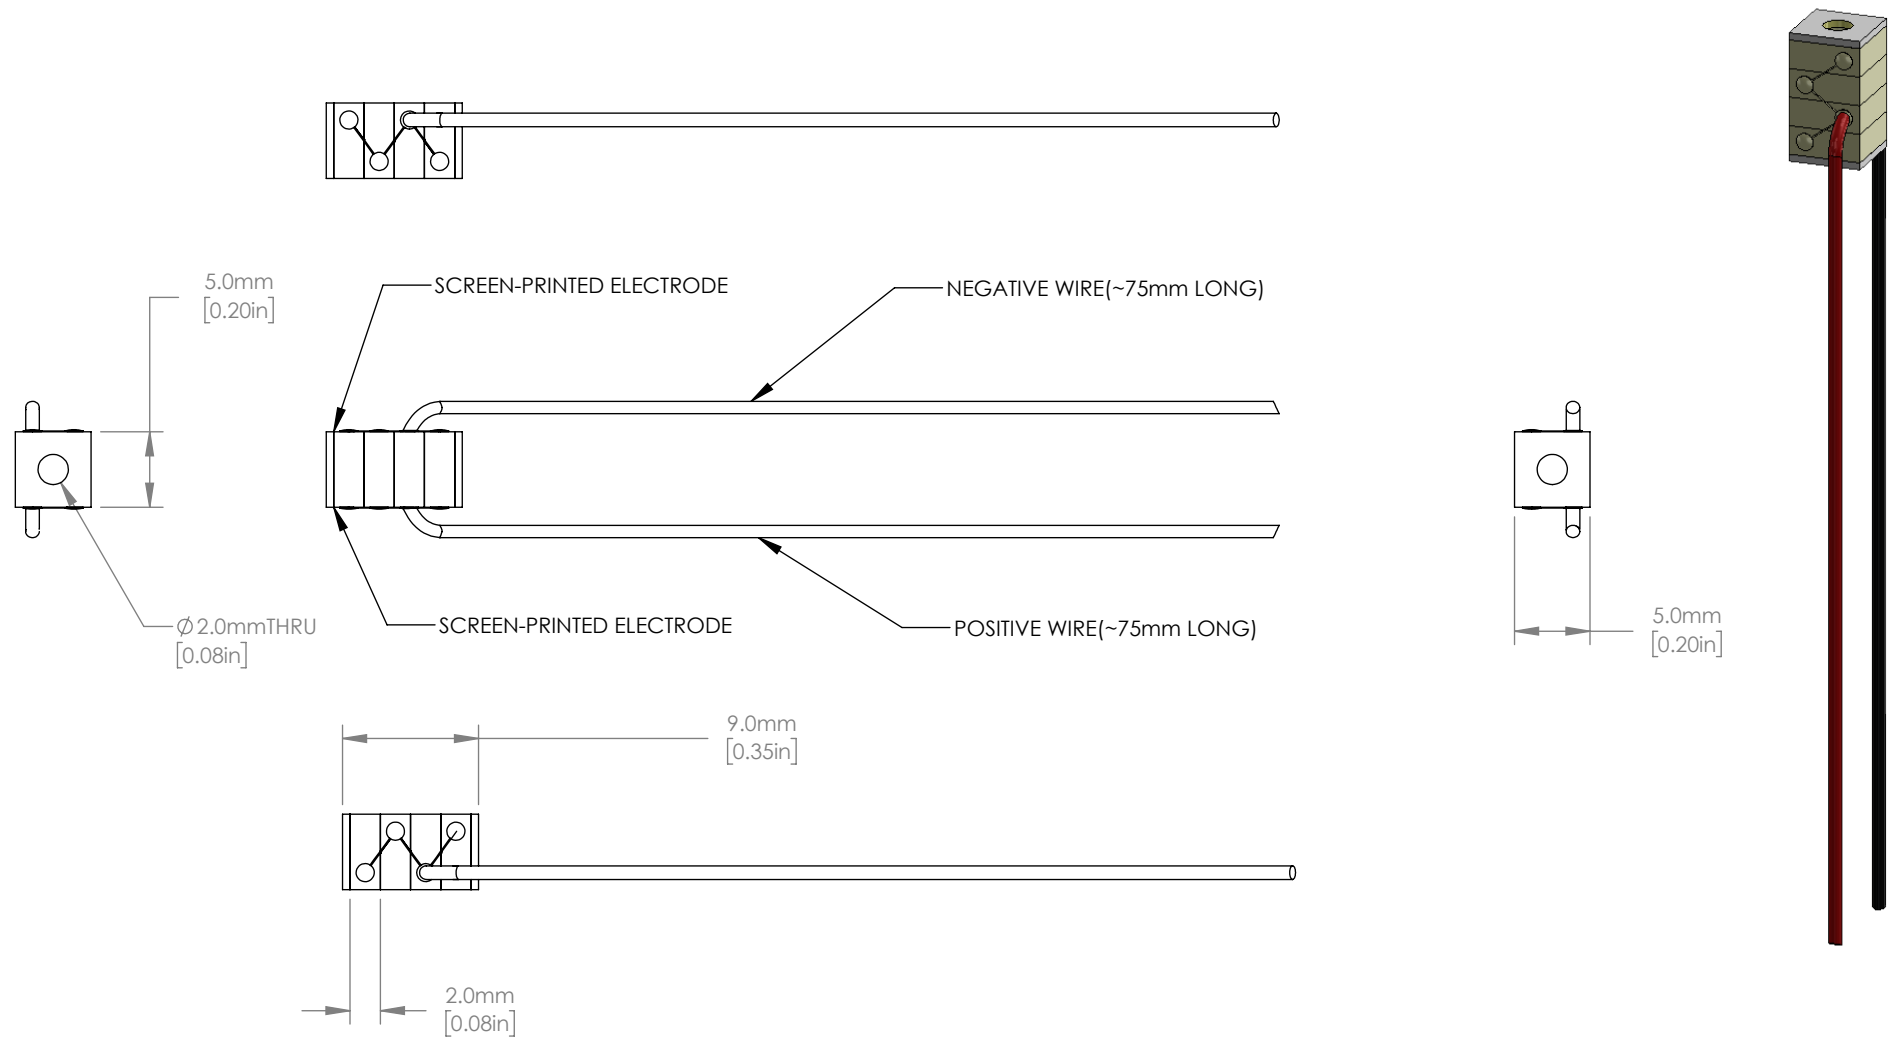 5.0mm
[0.20in]
SCREEN-PRINTED ELECTRODE
NEGATIVE WIRE(~75mm LONG)
∅2.0mmTHRU
[0.08in]
SCREEN-PRINTED ELECTRODE
POSITIVE WIRE(~75mm LONG)
5.0mm
[0.20in]
9.0mm
[0.35in]
2.0mm
[0.08in]